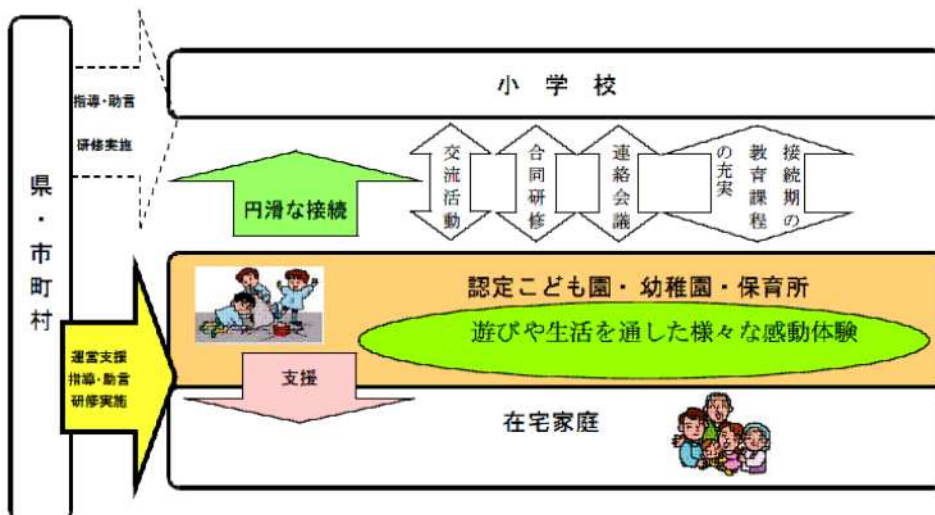 県・市町村
指導・助言
研修実施
小学校
円滑な接続
交流活動
合同研修
連絡会議
接続期の
教育課程
の充実
認定こども園・幼稚園・保育所
遊びや生活を通した様々な感動体験
運営支援
指導・助言
研修実施
支援
在宅家庭